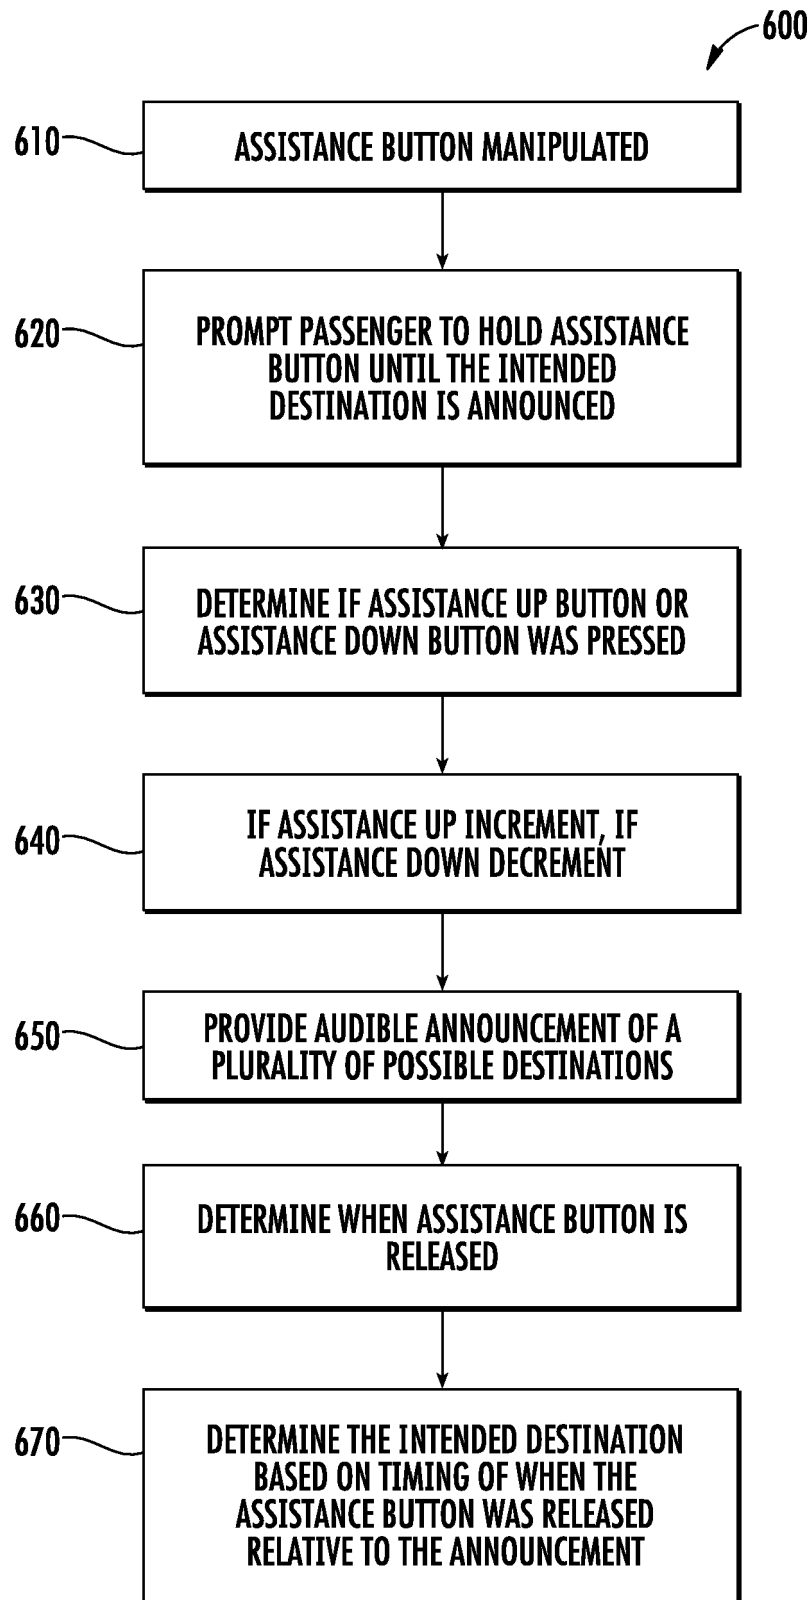 600
610
ASSISTANCE BUTTON MANIPULATED
620
PROMPT PASSENGER TO HOLD ASSISTANCE
BUTTON UNTIL THE INTENDED
DESTINATION IS ANNOUNCED
630
DETERMINE IF ASSISTANCE UP BUTTON OR
ASSISTANCE DOWN BUTTON WAS PRESSED
640
IF ASSISTANCE UP INCREMENT, IF
ASSISTANCE DOWN DECREMENT
650
PROVIDE AUDIBLE ANNOUNCEMENT OF A
PLURALITY OF POSSIBLE DESTINATIONS
660
DETERMINE WHEN ASSISTANCE BUTTON IS
RELEASED
670
DETERMINE THE INTENDED DESTINATION
BASED ON TIMING OF WHEN THE
ASSISTANCE BUTTON WAS RELEASED
RELATIVE TO THE ANNOUNCEMENT